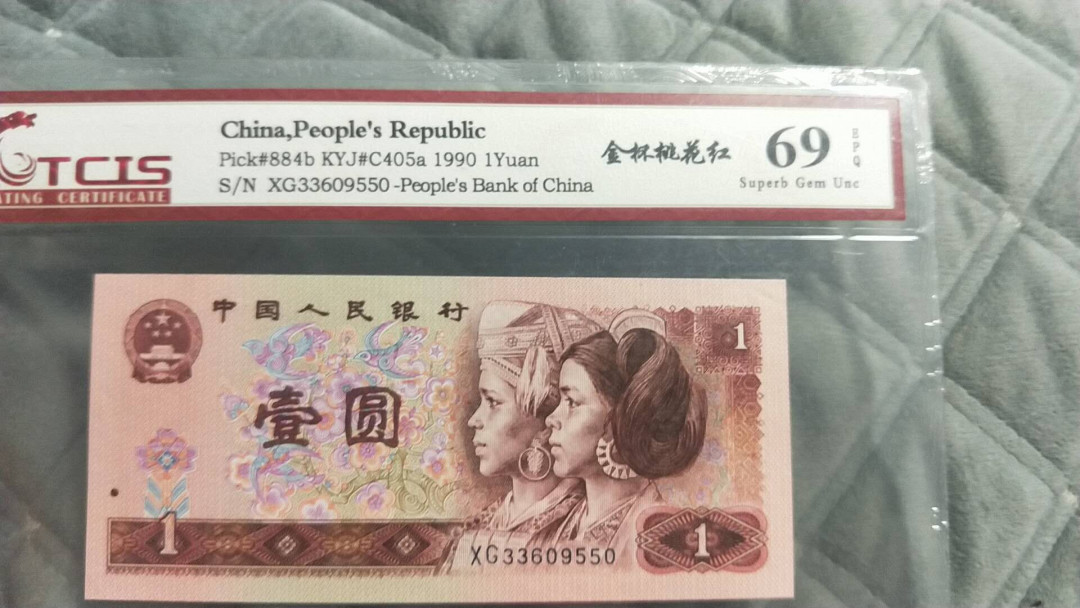 China,People's Republic
Pick#884b KYJ#C405a 1990 1Yuan
S/N XG33609550-People's Bank of China
金杯桃花红
69
EPQ
Superb Gem Unc
TCIS
ATING CERTIFICATE
中国人民银行
1
壹圆
1
1
XG33609550